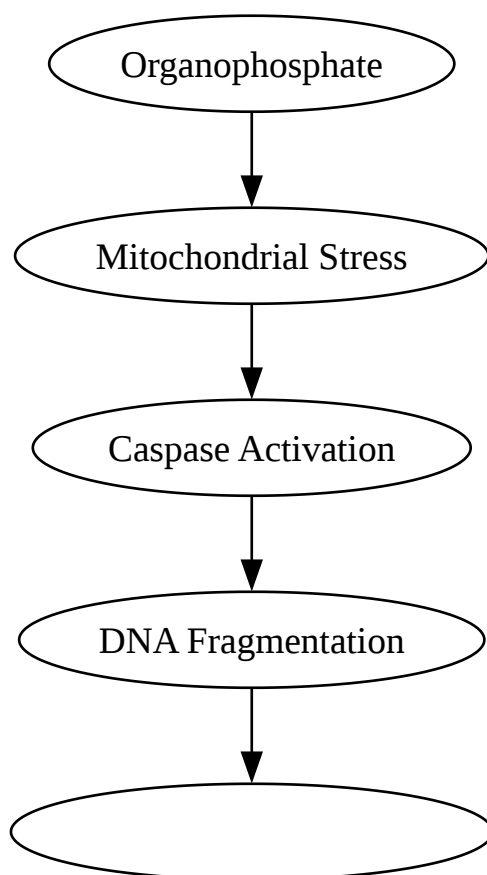 Organophosphate
Mitochondrial Stress
Caspase Activation
DNA Fragmentation